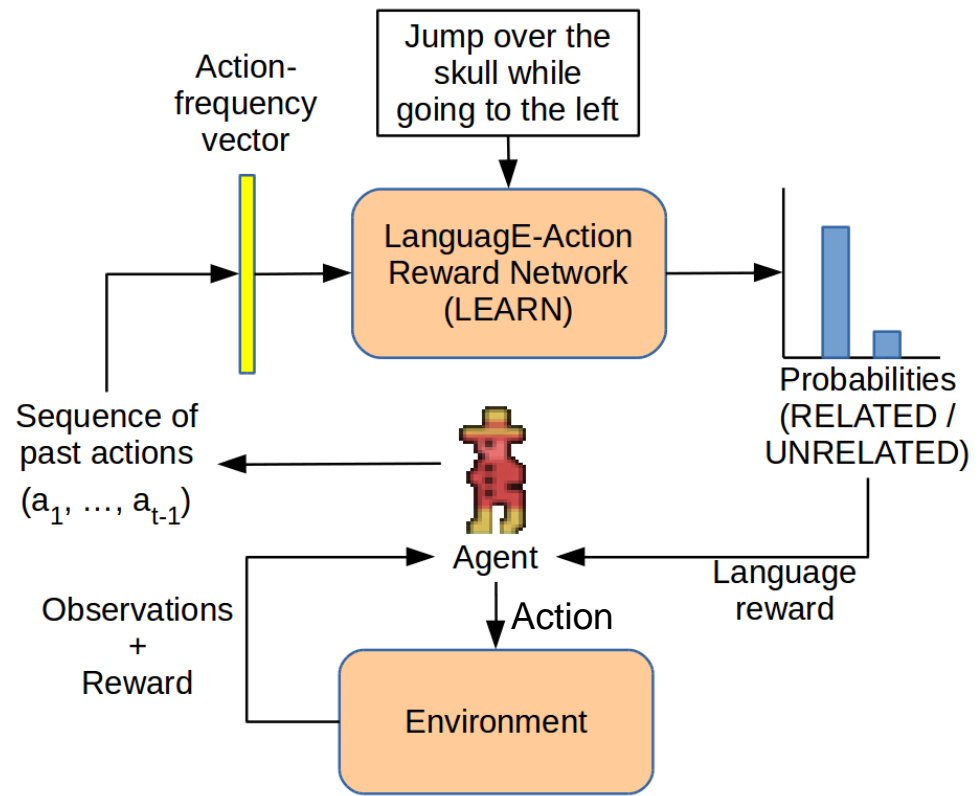 Jump over the
skull while
going to the left
Action-
frequency
vector
LanguagE-Action
Reward Network
(LEARN)
Probabilities
(RELATED /
UNRELATED)
Sequence of
past actions
(a1, ..., at-1)
Agent
Language
reward
Action
Observations
+
Reward
Environment